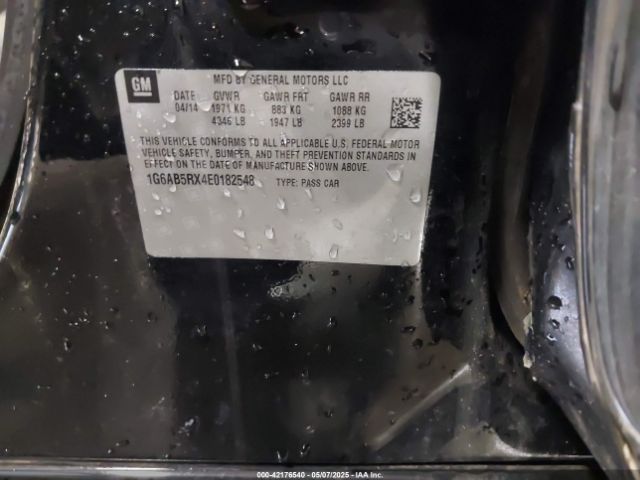 GM
MFD BY GENERAL MOTORS LLC
DATE GVWR GAWR FRT GAWR RR
04/14 1971 KG 883 KG 1088 KG
4346 LB 1947 LB 2399 LB
THIS VEHICLE CONFORMS TO ALL APPLICABLE U.S. FEDERAL MOTOR
VEHICLE SAFETY, BUMPER, AND THEFT PREVENTION STANDARDS IN
EFFECT ON THE DATE OF MANUFACTURE SHOWN ABOVE.
1G6AB5RX4E0182548 TYPE: PASS CAR
000-42176540 - 05/07/2025 - IAA Inc.